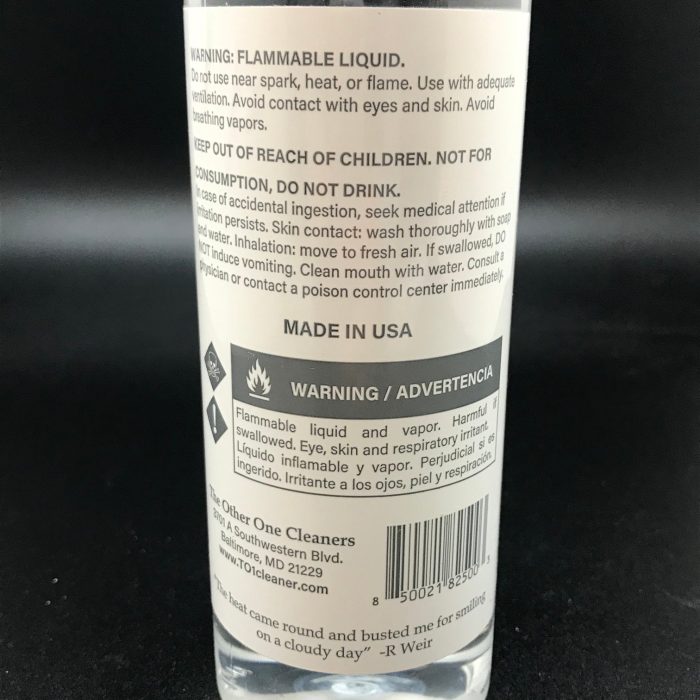 WARNING: FLAMMABLE LIQUID.
Do not use near spark, heat, or flame. Use with adequate
ventilation. Avoid contact with eyes and skin. Avoid
breathing vapors.
KEEP OUT OF REACH OF CHILDREN. NOT FOR
CONSUMPTION, DO NOT DRINK.
In case of accidental ingestion, seek medical attention if
irritation persists. Skin contact: wash thoroughly with soap
and water. Inhalation: move to fresh air. If swallowed, DO
NOT induce vomiting. Clean mouth with water. Consult a
physician or contact a poison control center immediately.
MADE IN USA
WARNING / ADVERTENCIA
Flammable liquid and vapor. Harmful if
swallowed. Eye, skin and respiratory irritant.
Líquido inflamable y vapor. Perjudicial si es
ingerido. Irritante a los ojos, piel y respiración.
The Other One Cleaners
3701 A Southwestern Blvd.
Baltimore, MD 21229
www.TO1cleaner.com
8 50021 82500 3
"The heat came round and busted me for smiling
on a cloudy day" -R Weir